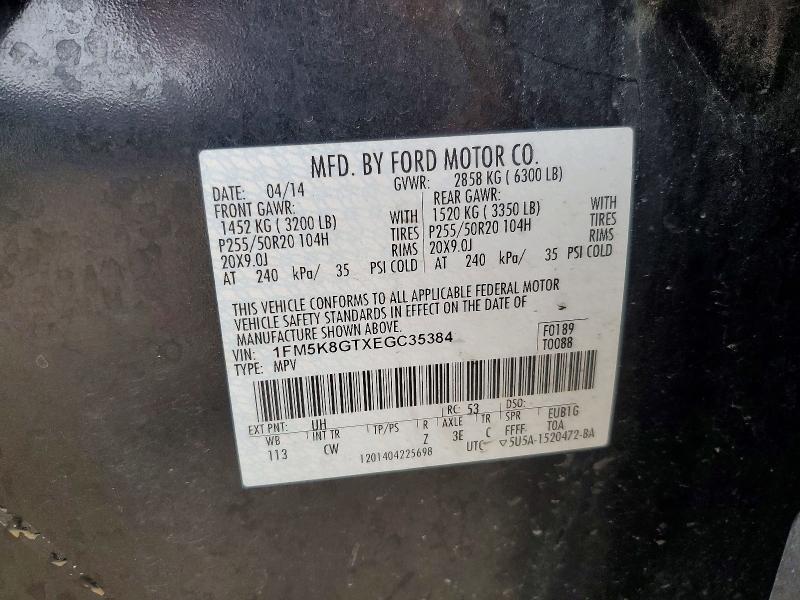 MFD. BY FORD MOTOR CO.
DATE: 04/14 GVWR: 2858 KG ( 6300 LB)
FRONT GAWR: REAR GAWR:
1452 KG ( 3200 LB) WITH 1520 KG ( 3350 LB) WITH
P255/50R20 104H TIRES P255/50R20 104H TIRES
20X9.0J RIMS 20X9.0J RIMS
AT 240 kPa/ 35 PSI COLD AT 240 kPa/ 35 PSI COLD
THIS VEHICLE CONFORMS TO ALL APPLICABLE FEDERAL MOTOR
VEHICLE SAFETY STANDARDS IN EFFECT ON THE DATE OF
MANUFACTURE SHOWN ABOVE.
VIN: 1FM5K8GTXEGC35384 F0189
TYPE: MPV T0088
EXT PNT: UH RC: 53 DSO:
WB INT TR TP/PS R AXLE TR SPR EUB1G
113 CW Z 3E C FFFF TOA
1201404225698 UTC ▽5U5A-1520472-BA